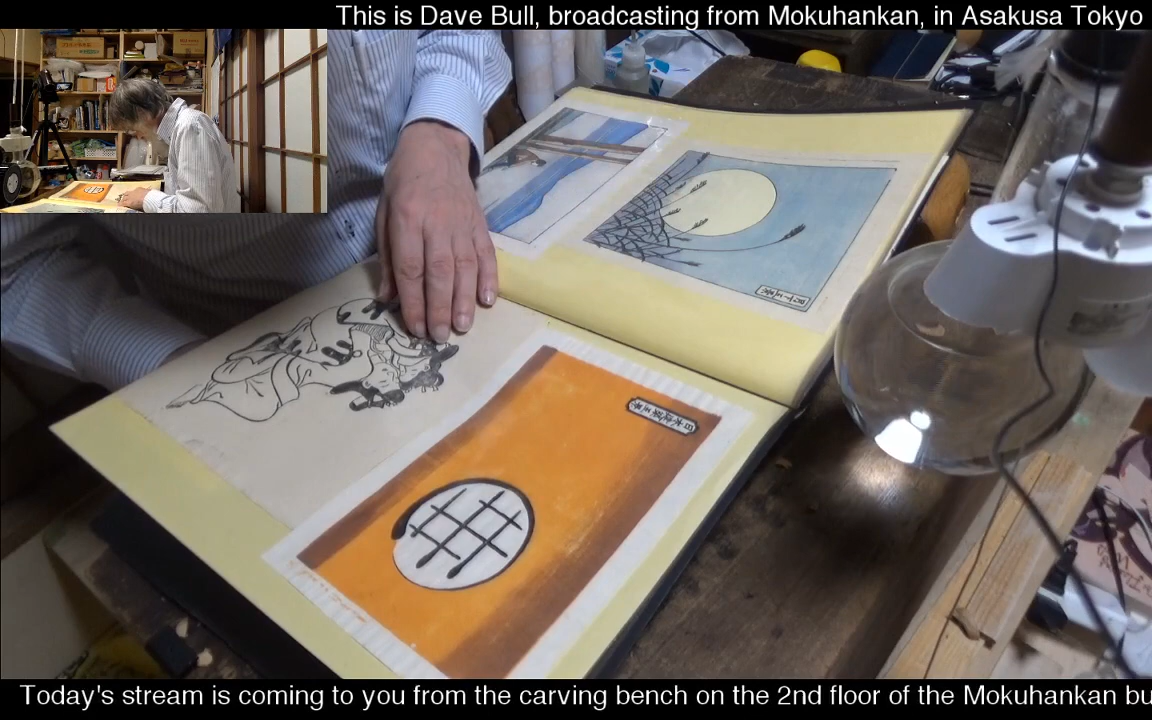 This is Dave Bull, broadcasting from Mokuhankan, in Asakusa Tokyo
Today's stream is coming to you from the carving bench on the 2nd floor of the Mokuhankan bu